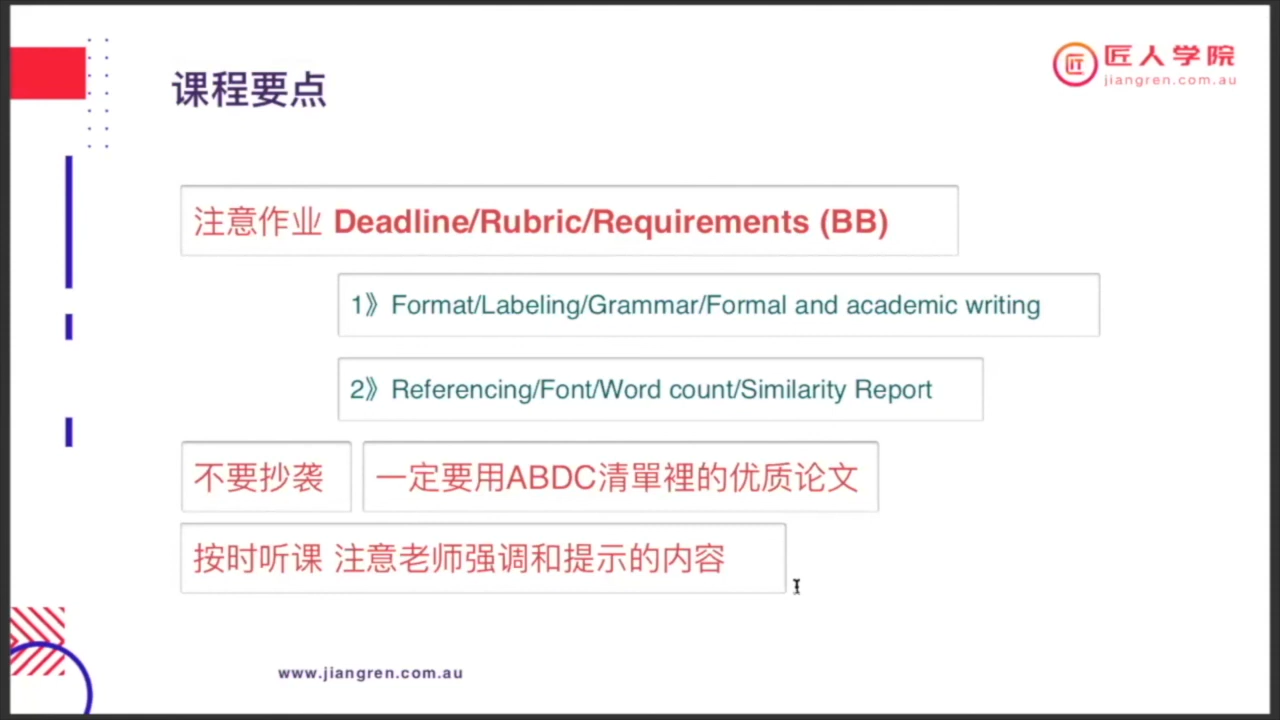 匠人学院
jiangren.com.au
课程要点
注意作业 Deadline/Rubric/Requirements (BB)
1》Format/Labeling/Grammar/Formal and academic writing
2》Referencing/Font/Word count/Similarity Report
不要抄袭
一定要用ABDC清單裡的优质论文
按时听课 注意老师强调和提示的内容
www.jiangren.com.au